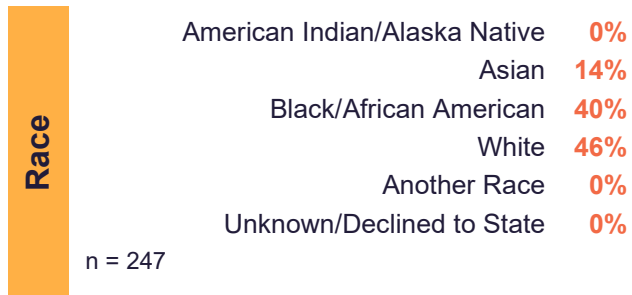 Race
American Indian/Alaska Native 0%
Asian 14%
Black/African American 40%
White 46%
Another Race 0%
Unknown/Declined to State 0%
n = 247